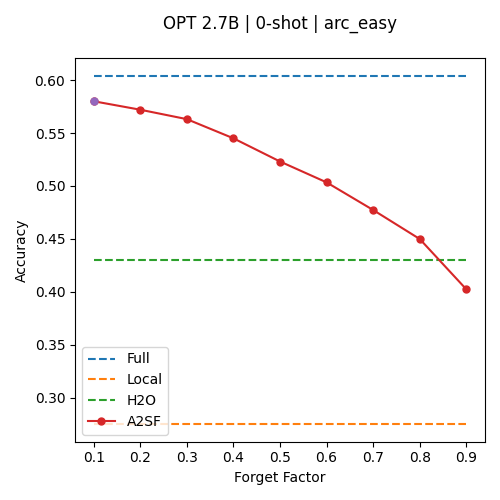 OPT 2.7B | 0-shot | arc_easy
Accuracy
0.60
0.55
0.50
0.45
0.40
0.35
0.30
Full
Local
H2O
A2SF
0.1 0.2 0.3 0.4 0.5 0.6 0.7 0.8 0.9
Forget Factor